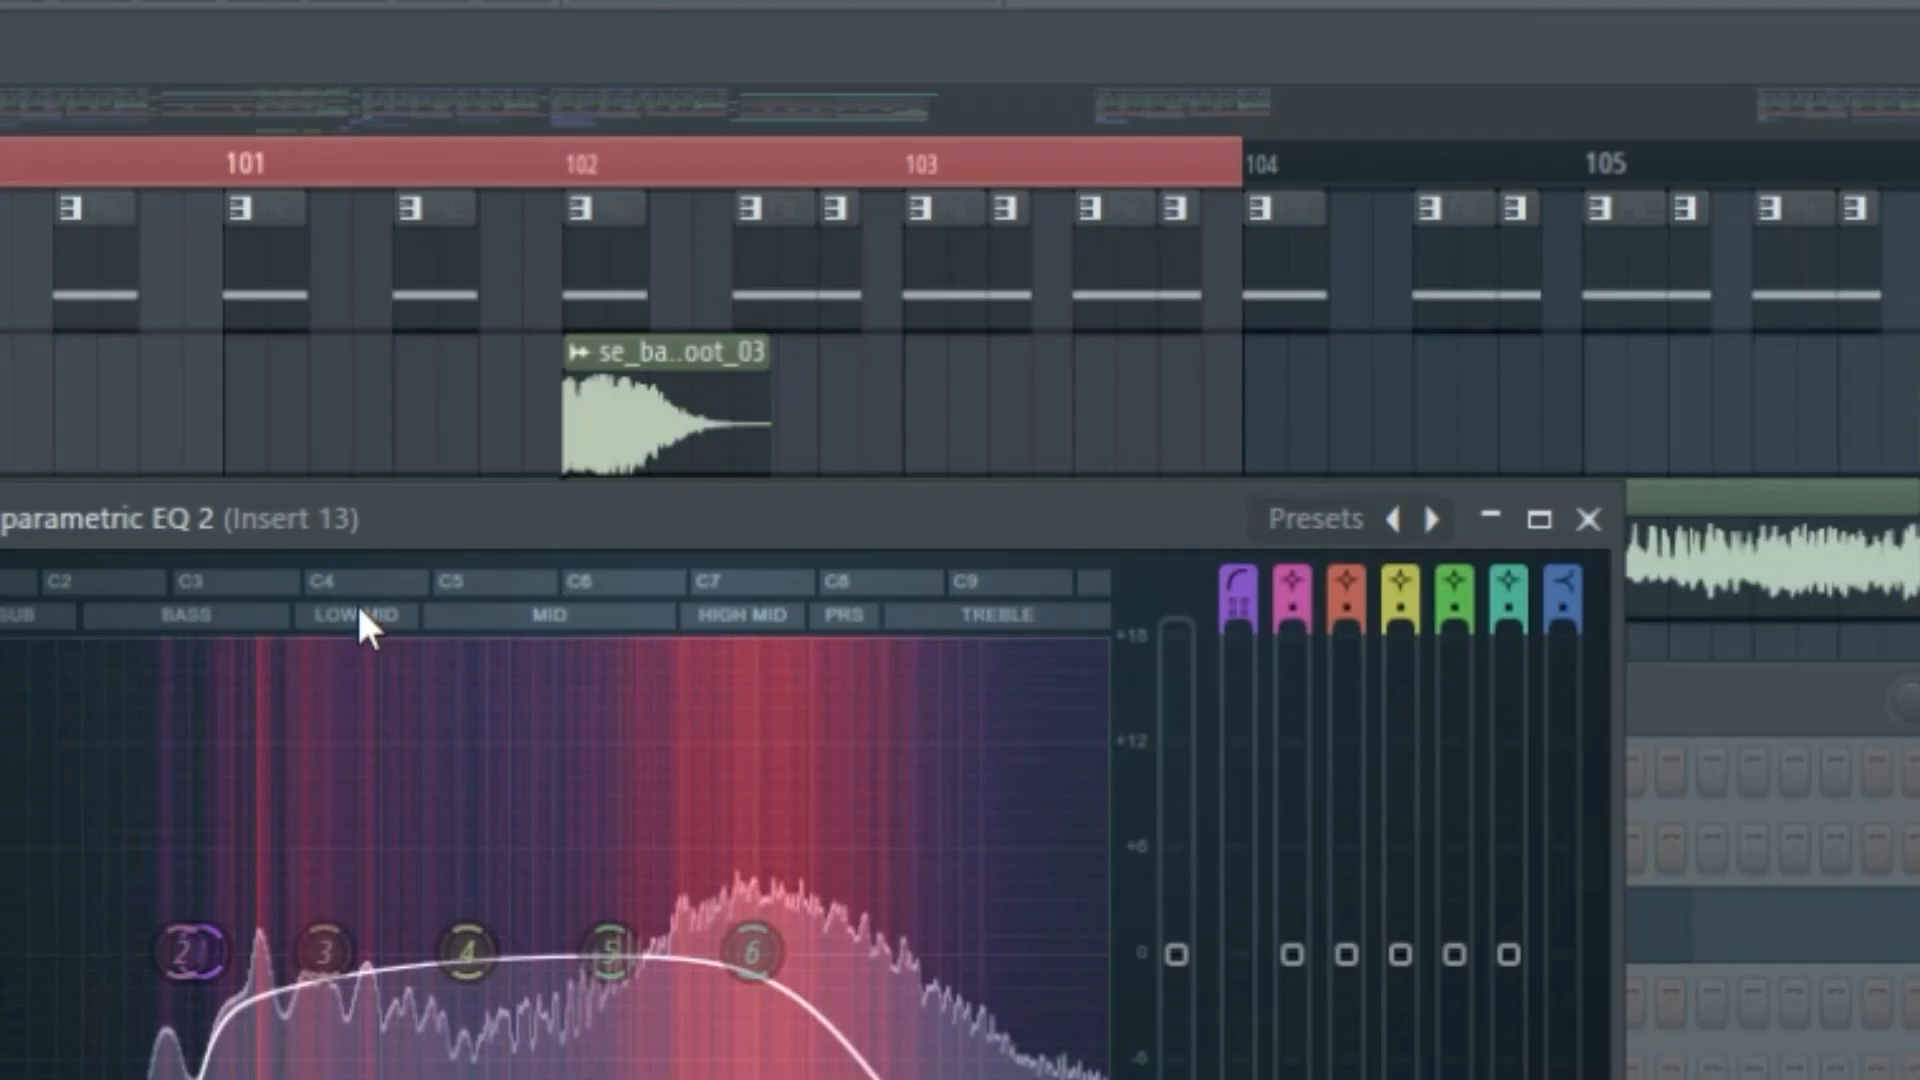 101 102 103 104 105
se_ba..oot_03
parametric EQ 2 (Insert 13)
Presets
C2 C3 C4 C5 C6 C7 C8 C9
SUB BASS LOW MID MID HIGH MID PRS TREBLE
+18
+12
+6
2 3 4 5 6
0
-6